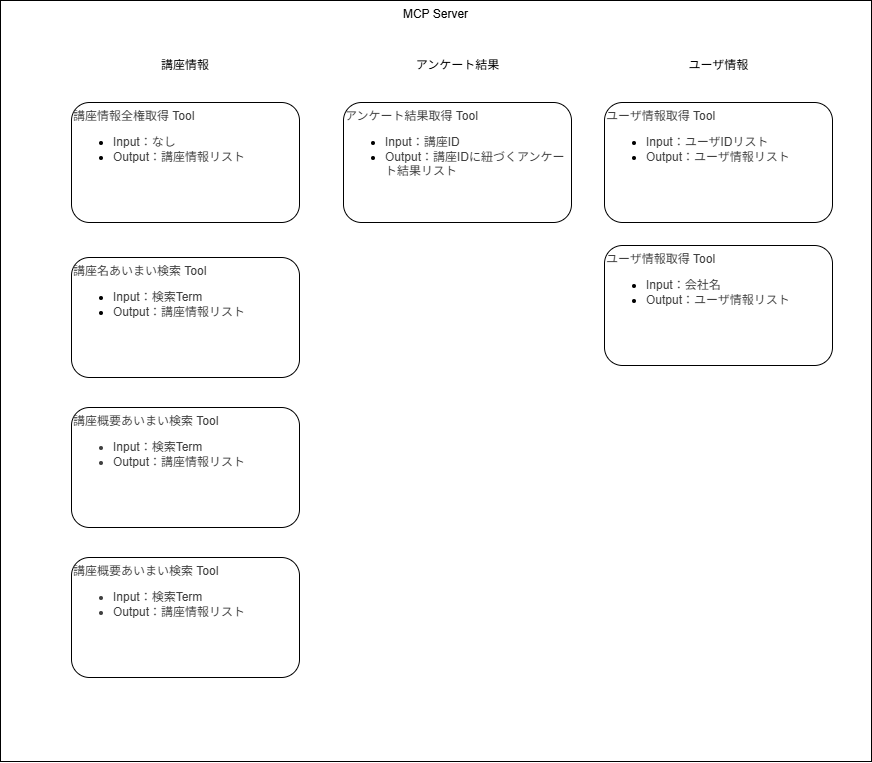 MCP Server
講座情報
アンケート結果
ユーザ情報
講座情報全権取得 Tool
Input：なし
Output：講座情報リスト
講座名あいまい検索 Tool
Input：検索Term
Output：講座情報リスト
講座概要あいまい検索 Tool
Input：検索Term
Output：講座情報リスト
講座概要あいまい検索 Tool
Input：検索Term
Output：講座情報リスト
アンケート結果取得 Tool
Input：講座ID
Output：講座IDに紐づくアンケー
ト結果リスト
ユーザ情報取得 Tool
Input：ユーザIDリスト
Output：ユーザ情報リスト
ユーザ情報取得 Tool
Input：会社名
Output：ユーザ情報リスト